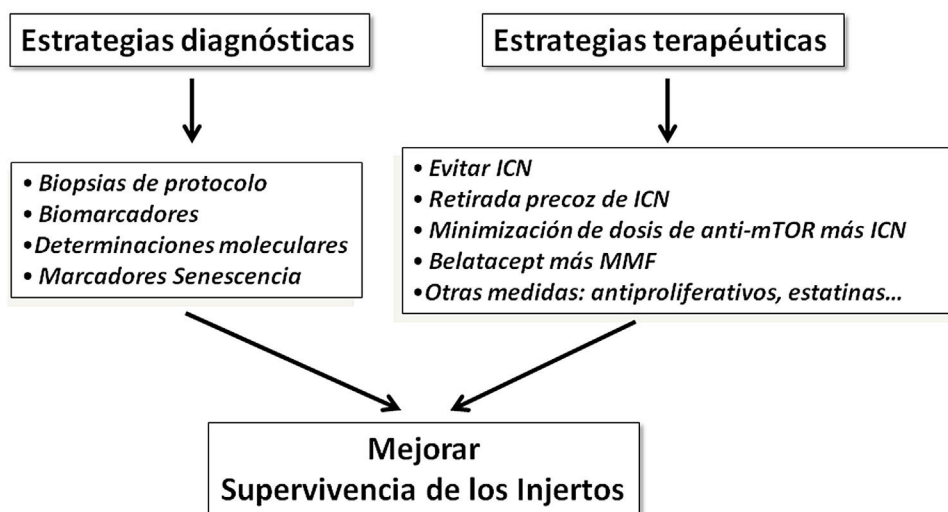 Estrategias diagnósticas
Estrategias terapéuticas
• Biopsias de protocolo
• Biomarcadores
•Determinaciones moleculares
• Marcadores Senescencia
• Evitar ICN
• Retirada precoz de ICN
• Minimización de dosis de anti-mTOR más ICN
• Belatacept más MMF
•Otras medidas: antiproliferativos, estatinas...
Mejorar
Supervivencia de los Injertos